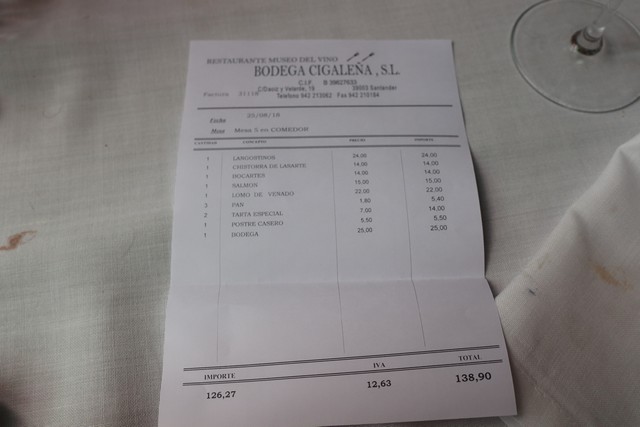 RESTAURANTE MUSEO DEL VINO
BODEGA CIGALEÑA, S.L.
C.I.F. B 39627633
C/Daoiz y Velarde, 19 39003 Santander
Teléfono 942 213062 Fax 942 215184
Factura
Fecha 25/08/18
Mesa Mesa 5 en COMEDOR
CANTIDAD CONCEPTO PRECIO IMPORTE
1 LANGOSTINOS 24,00 24,00
1 CHISTORRA DE LASARTE 14,00 14,00
1 BOCARTES 14,00 14,00
1 SALMON 15,00 15,00
1 LOMO DE VENADO 22,00 22,00
3 PAN 1,80 5,40
2 TARTA ESPECIAL 7,00 14,00
1 POSTRE CASERO 5,50 5,50
1 BODEGA 25,00 25,00
IMPORTE IVA TOTAL
126,27 12,63 138,90